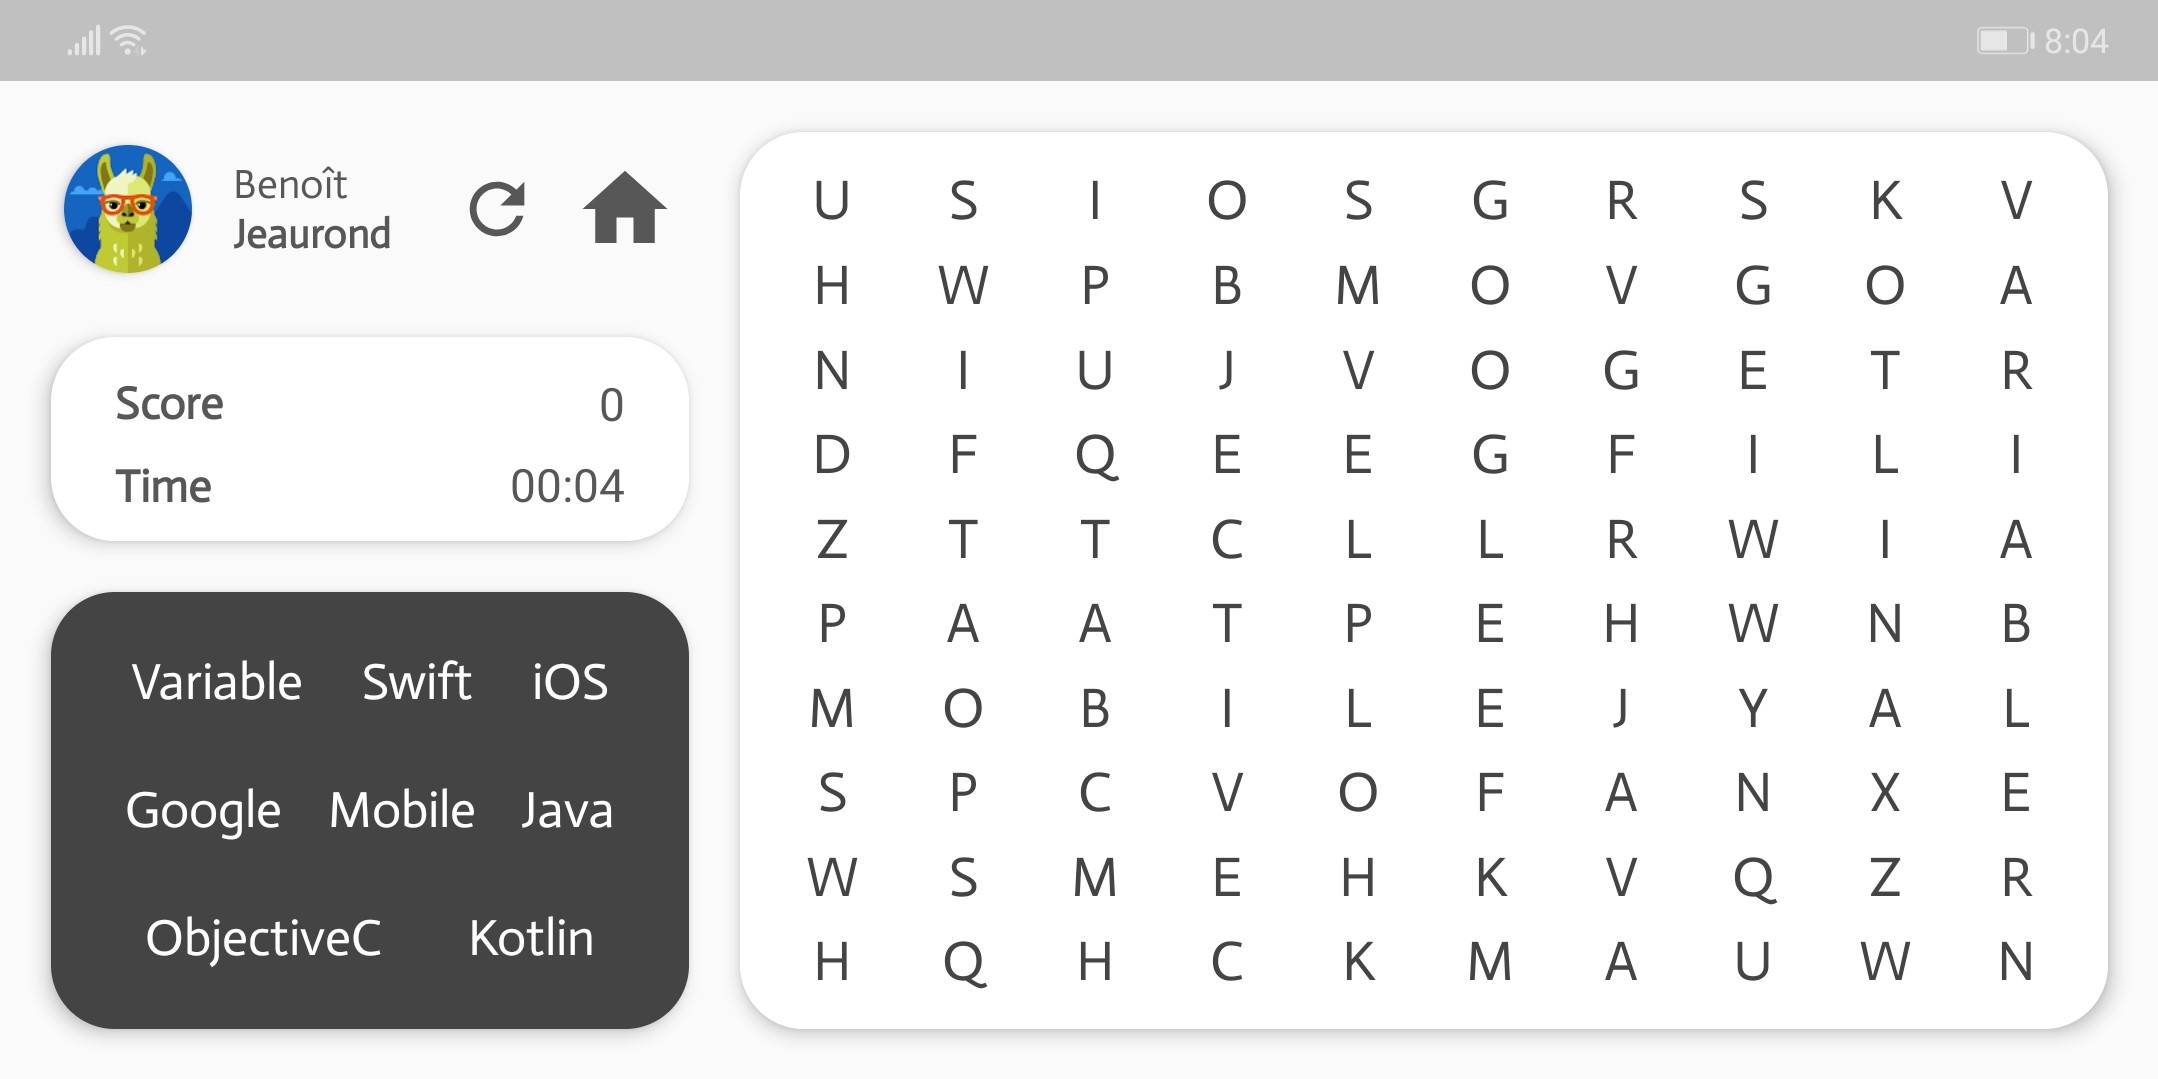 8:04
Benoît
Jeaurond
Score 0
Time 00:04
Variable Swift iOS
Google Mobile Java
ObjectiveC Kotlin
U S I O S G R S K V
H W P B M O V G O A
N I U J V O G E T R
D F Q E E G F I L I
Z T T C L L R W I A
P A A T P E H W N B
M O B I L E J Y A L
S P C V O F A N X E
W S M E H K V Q Z R
H Q H C K M A U W N